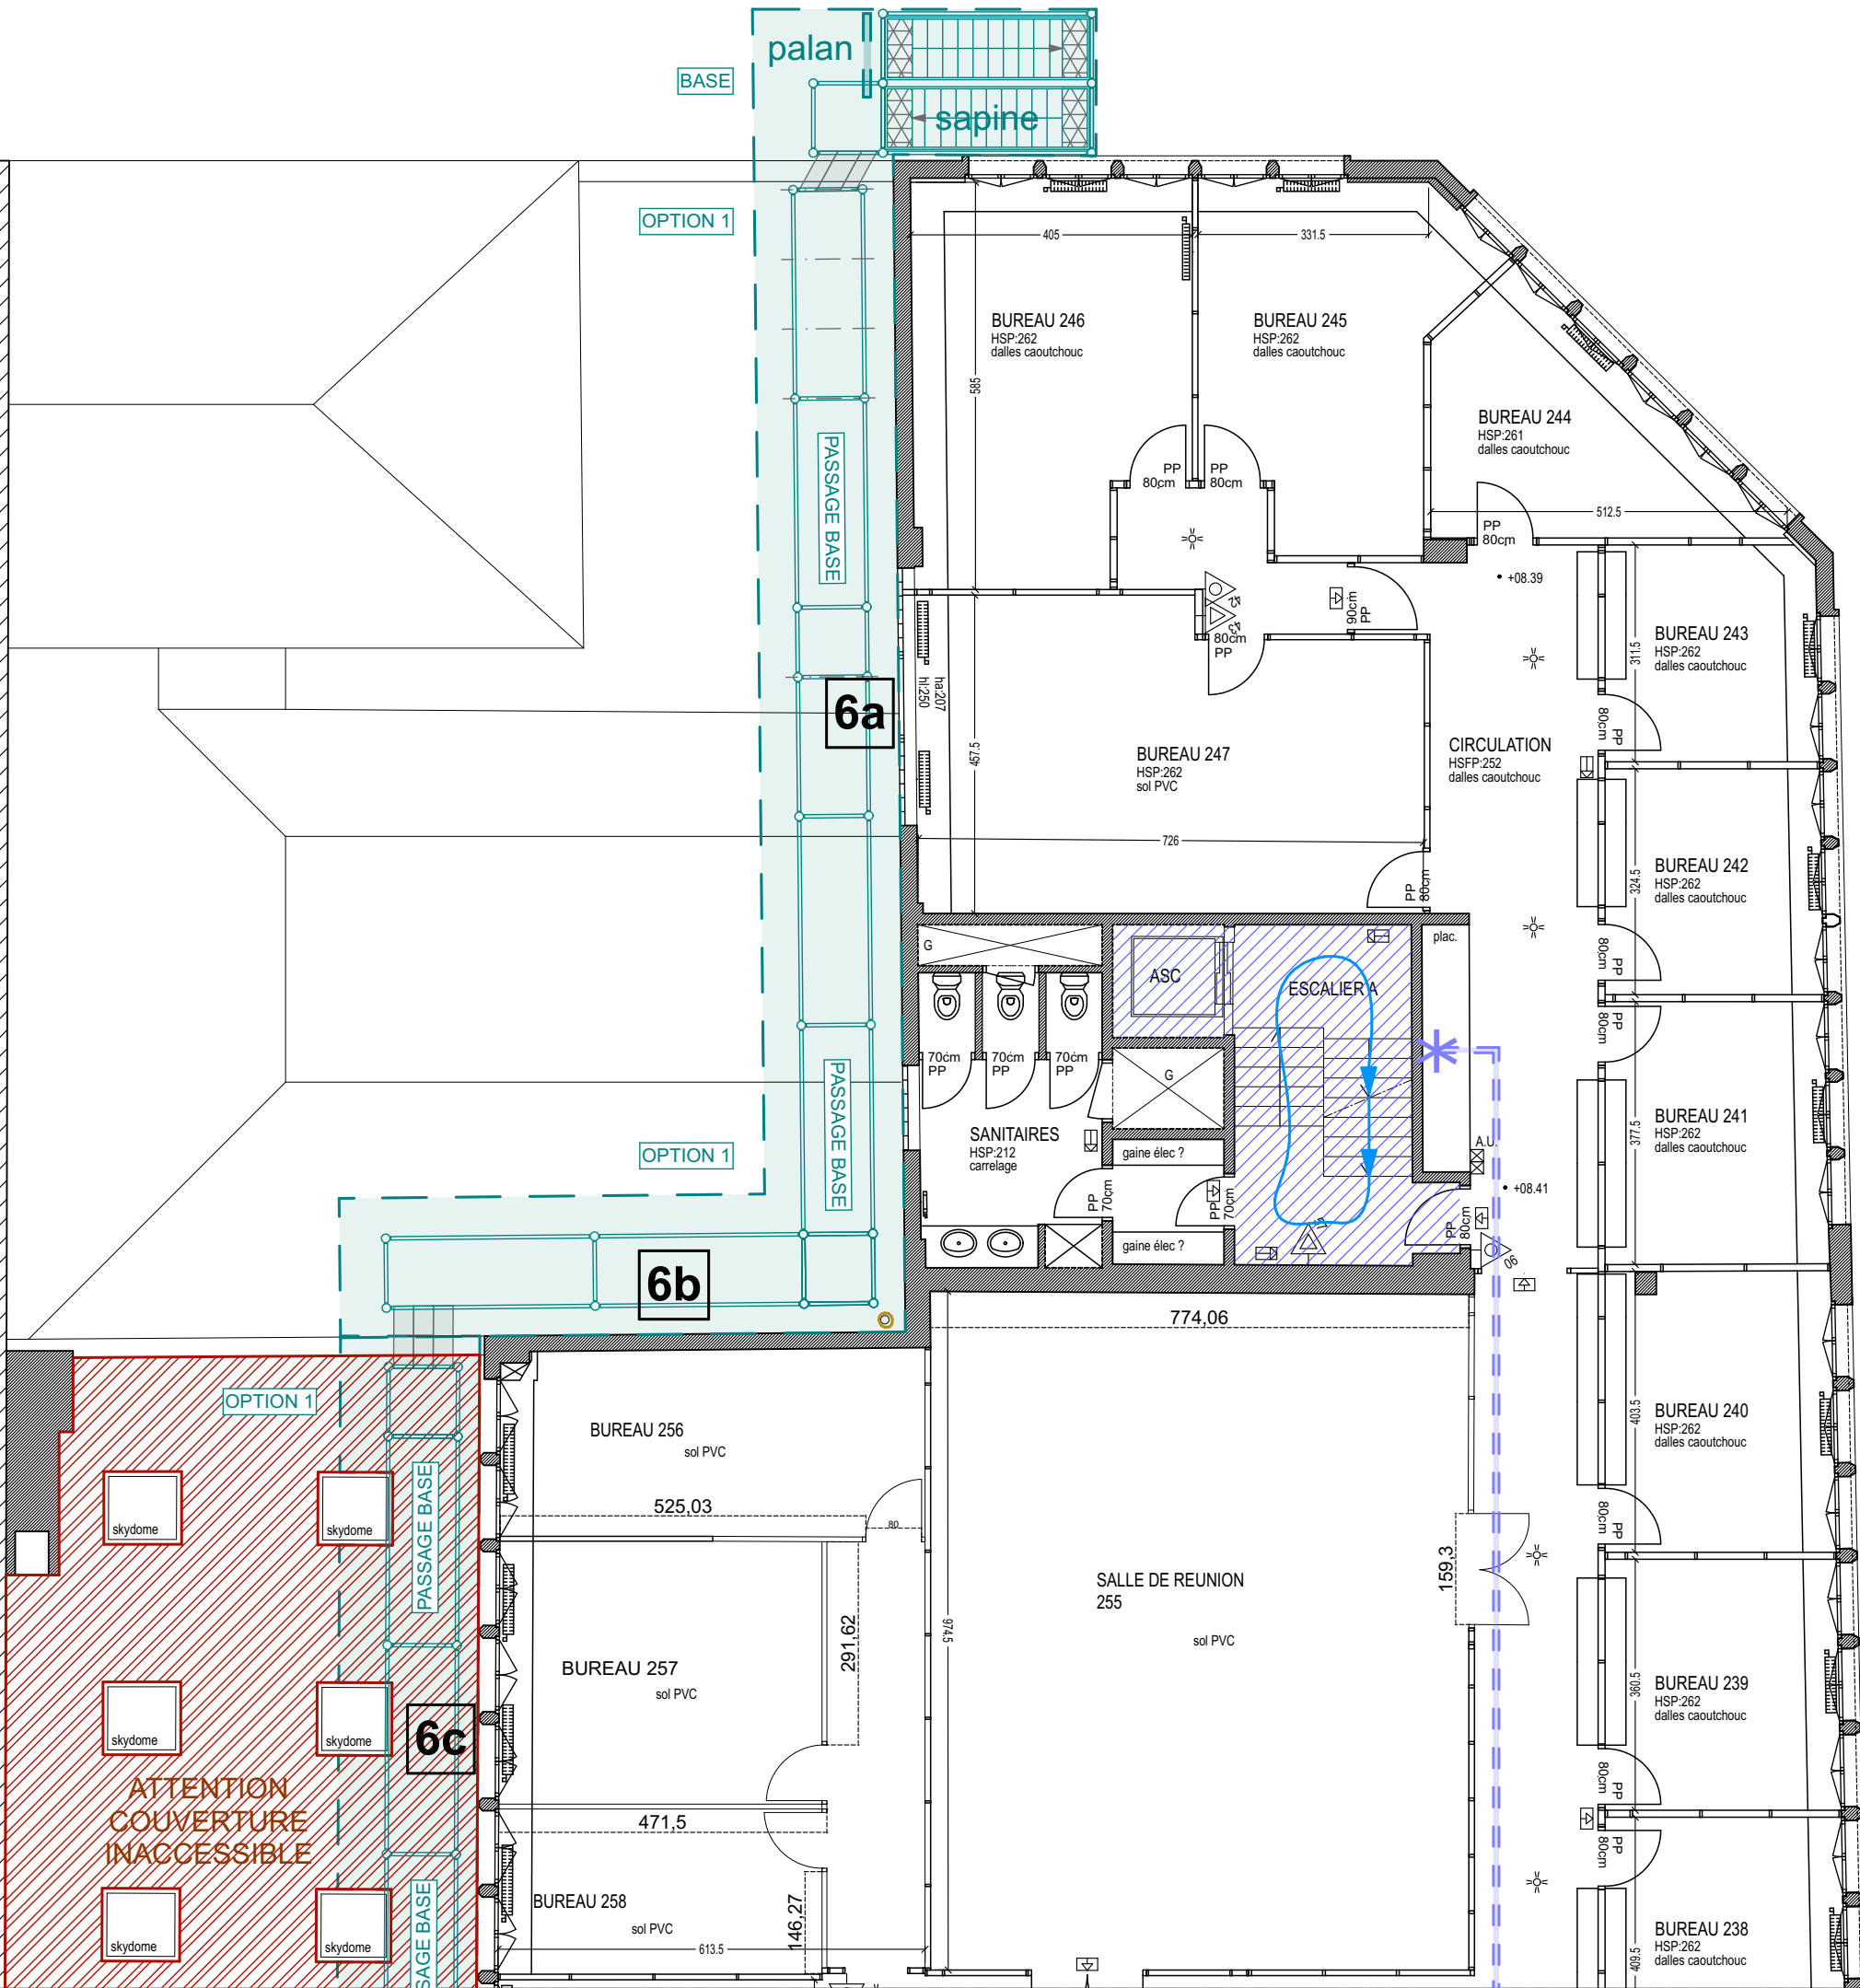 palan
BASE
sapine
OPTION 1
405
331.5
BUREAU 246
HSP:262
dalles caoutchouc
BUREAU 245
HSP:262
dalles caoutchouc
585
BUREAU 244
HSP:261
dalles caoutchouc
PASSAGE BASE
PP
80cm
PP
80cm
512.5
PP
80cm
+08.39
90cm
PP
80cm
PP
311.5
BUREAU 243
HSP:262
dalles caoutchouc
ha:207
hl:250
6a
457.5
BUREAU 247
HSP:262
sol PVC
CIRCULATION
HSFP:252
dalles caoutchouc
PP
80cm
726
PP
80cm
324.5
BUREAU 242
HSP:262
dalles caoutchouc
G
plac.
ASC
ESCALIER A
PP
80cm
PP
80cm
70cm
PP
70cm
PP
70cm
PP
G
PASSAGE BASE
SANITAIRES
HSP:212
carrelage
gaine élec ?
A.U.
377.5
BUREAU 241
HSP:262
dalles caoutchouc
OPTION 1
+08.41
PP
70cm
PP
70cm
PP
80cm
gaine élec ?
06
6b
774,06
OPTION 1
BUREAU 256
sol PVC
403.5
BUREAU 240
HSP:262
dalles caoutchouc
PASSAGE BASE
skydome
skydome
525,03
80
PP
80cm
159,3
SALLE DE REUNION
255
sol PVC
974.5
291,62
BUREAU 257
sol PVC
360.5
BUREAU 239
HSP:262
dalles caoutchouc
skydome
skydome
6c
ATTENTION
COUVERTURE
INACCESSIBLE
PP
80cm
471,5
PP
80cm
BUREAU 258
sol PVC
146,27
613.5
skydome
skydome
SAGE BASE
409.5
BUREAU 238
HSP:262
dalles caoutchouc